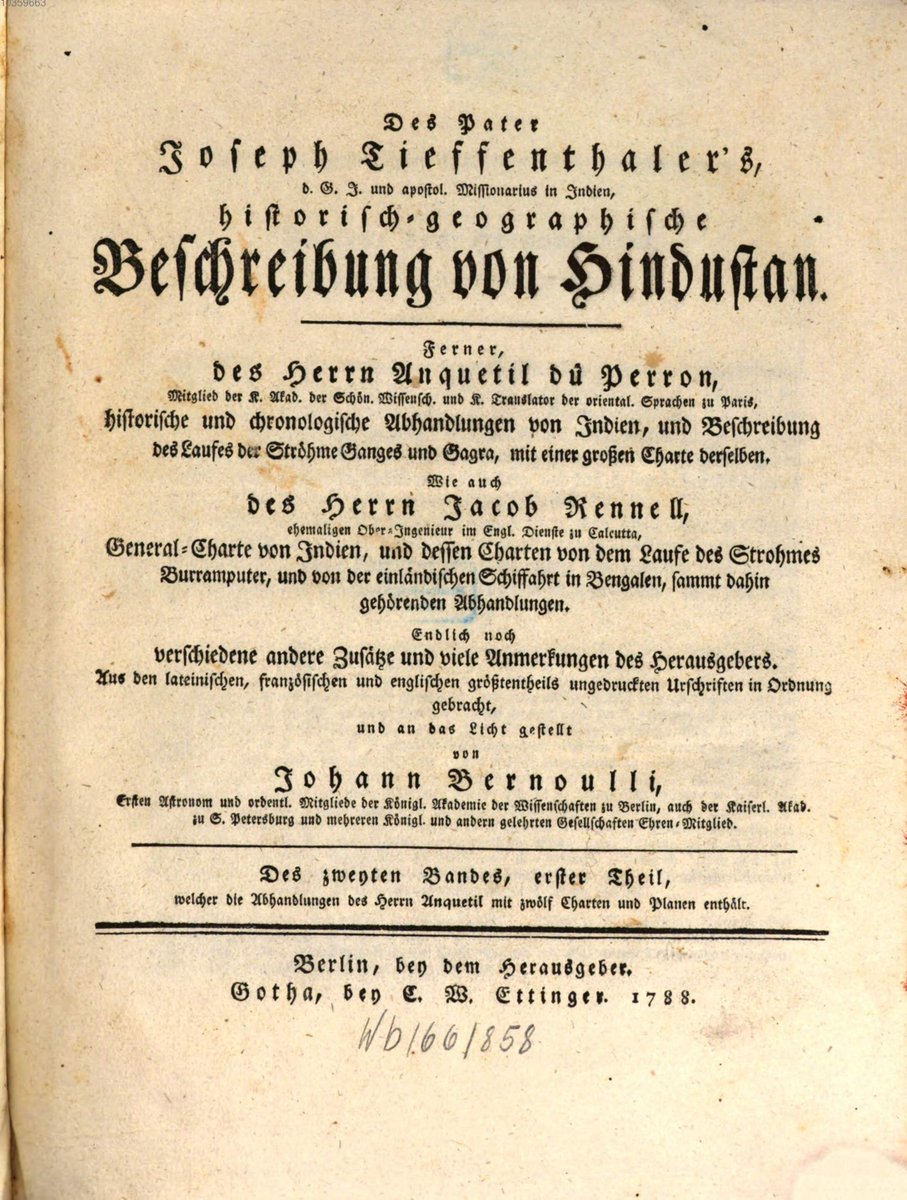 10359663
Des Pater
Joseph Tieffenthaler's,
d. G. J. und apostol. Missionarius in Indien,
historisch-geographische
Beschreibung von Hindustan.
Ferner,
des Herrn Anquetil dü Perron,
Mitglied der K. Akad. der Schön. Wissensch. und K. Translator der oriental. Sprachen zu Paris,
historische und chronologische Abhandlungen von Indien, und Beschreibung
des Laufes der Ströhme Ganges und Gagra, mit einer großen Charte derselben.
Wie auch
des Herrn Jacob Rennell,
ehemaligen Ober-Ingenieur im Engl. Dienste zu Calcutta,
General-Charte von Indien, und dessen Charten von dem Laufe des Strohmes
Burramputer, und von der einländischen Schiffahrt in Bengalen, sammt dahin
gehörenden Abhandlungen.
Endlich noch
verschiedene andere Zusätze und viele Anmerkungen des Herausgebers.
Aus den lateinischen, französischen und englischen größtentheils ungedruckten Urschriften in Ordnung
gebracht,
und an das Licht gestellt
von
Johann Bernoulli,
Ersten Astronom und ordentl. Mitgliede der Königl. Akademie der Wissenschaften zu Berlin, auch der Kaiserl. Akad.
zu S. Petersburg und mehreren Königl. und andern gelehrten Gesellschaften Ehren-Mitglied.
Des zweyten Bandes, erster Theil,
welcher die Abhandlungen des Herrn Anquetil mit zwölf Charten und Planen enthält.
Berlin, bey dem Herausgeber.
Gotha, bey C. W. Ettinger. 1788.
Wb/66/858